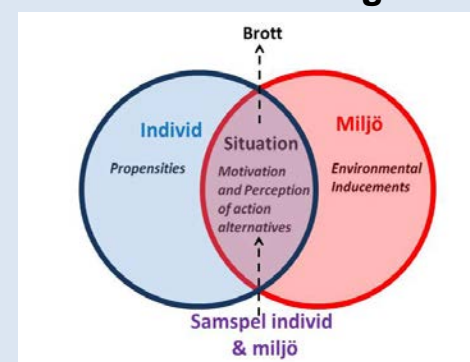 Brott
Individ
Propensities
Situation
Motivation
and Perception
of action
alternatives
Miljö
Environmental
Inducements
Samspel individ
& miljö